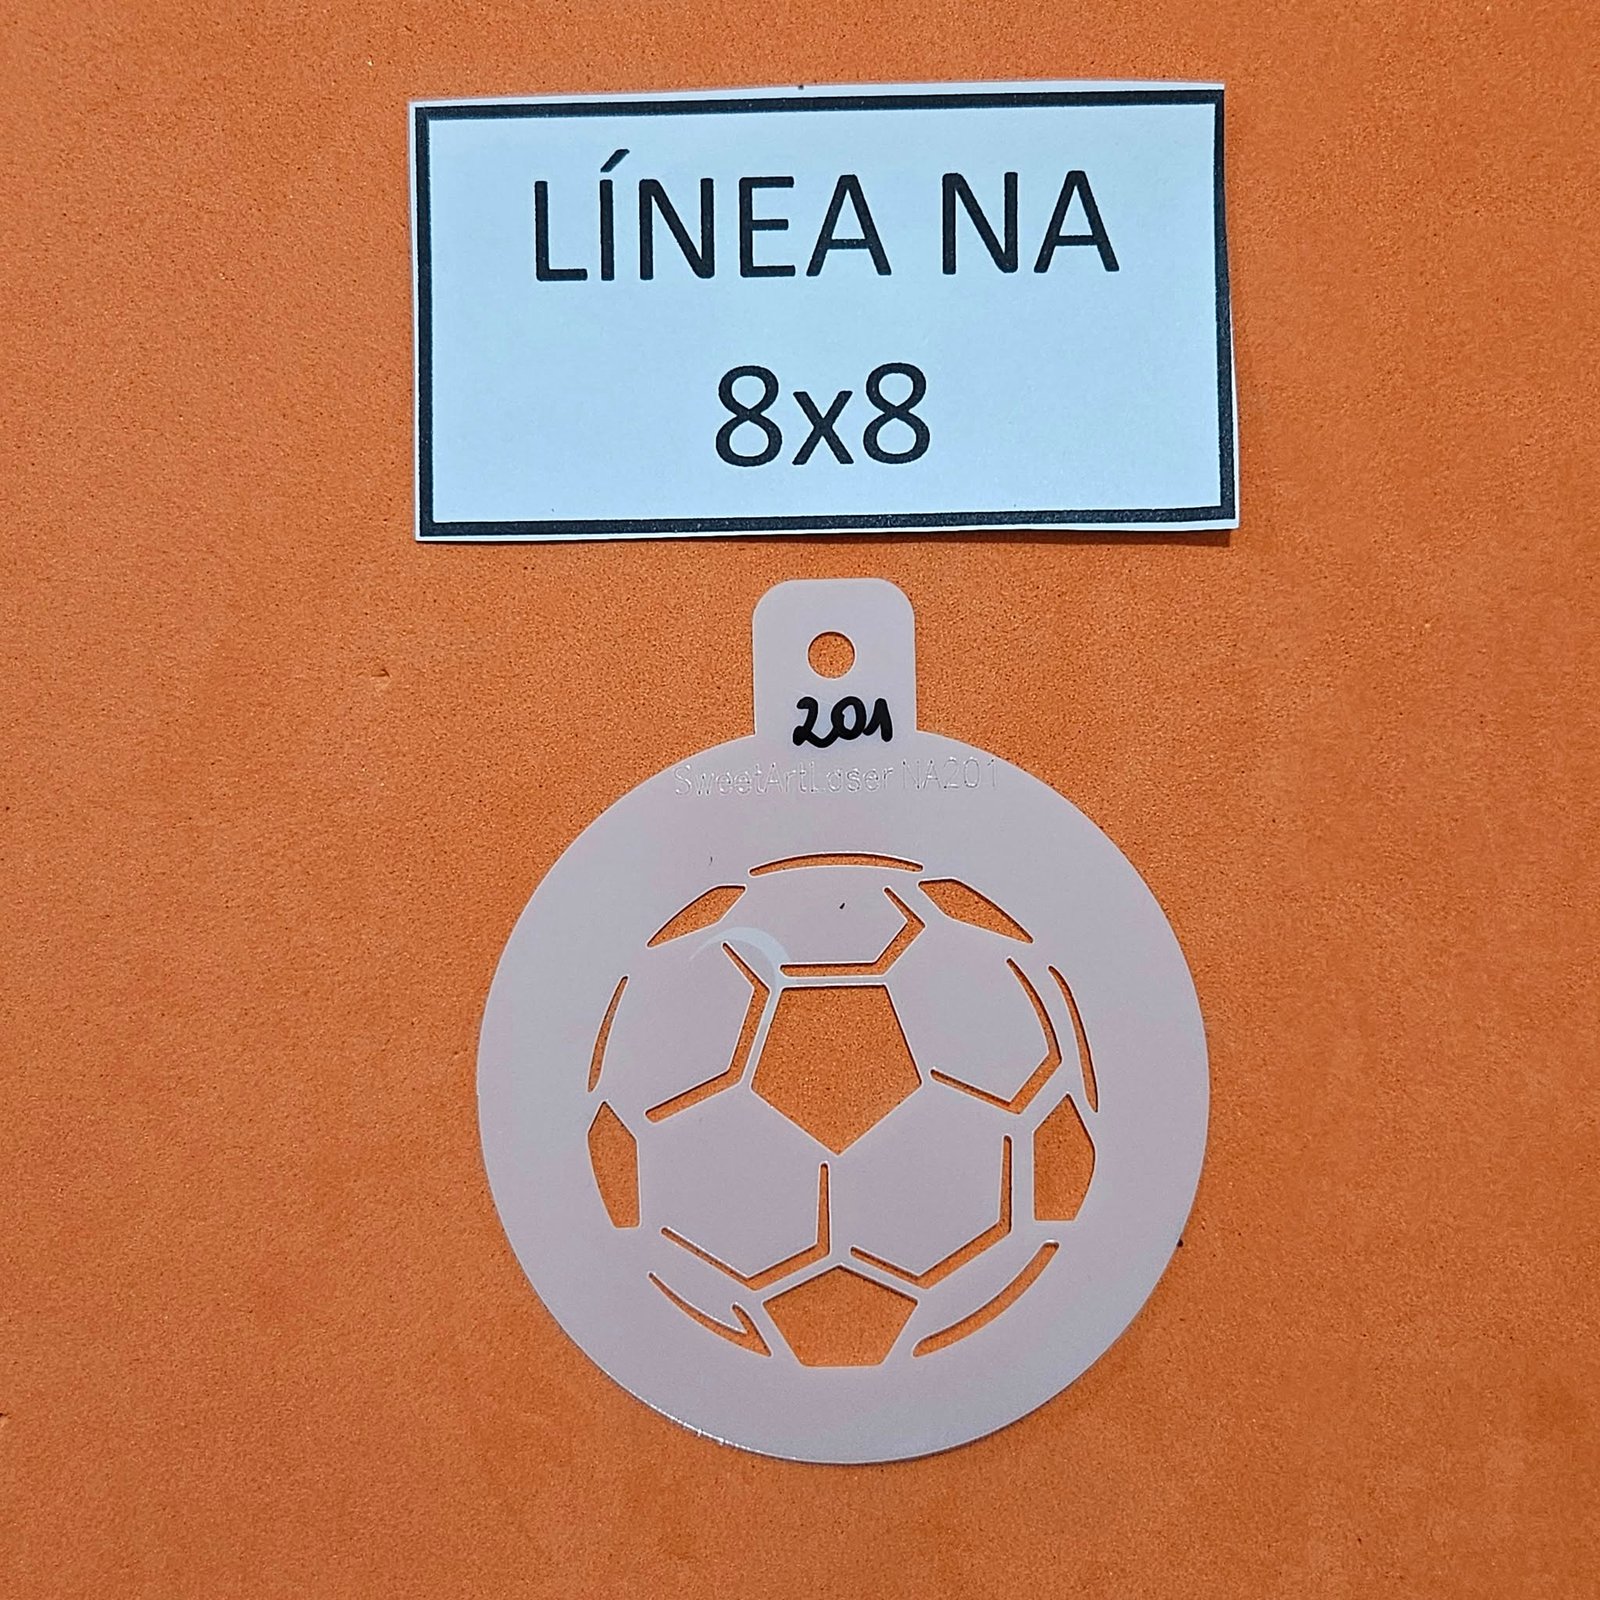 LÍNEA NA
8x8
201
SweetArtLaser NA201